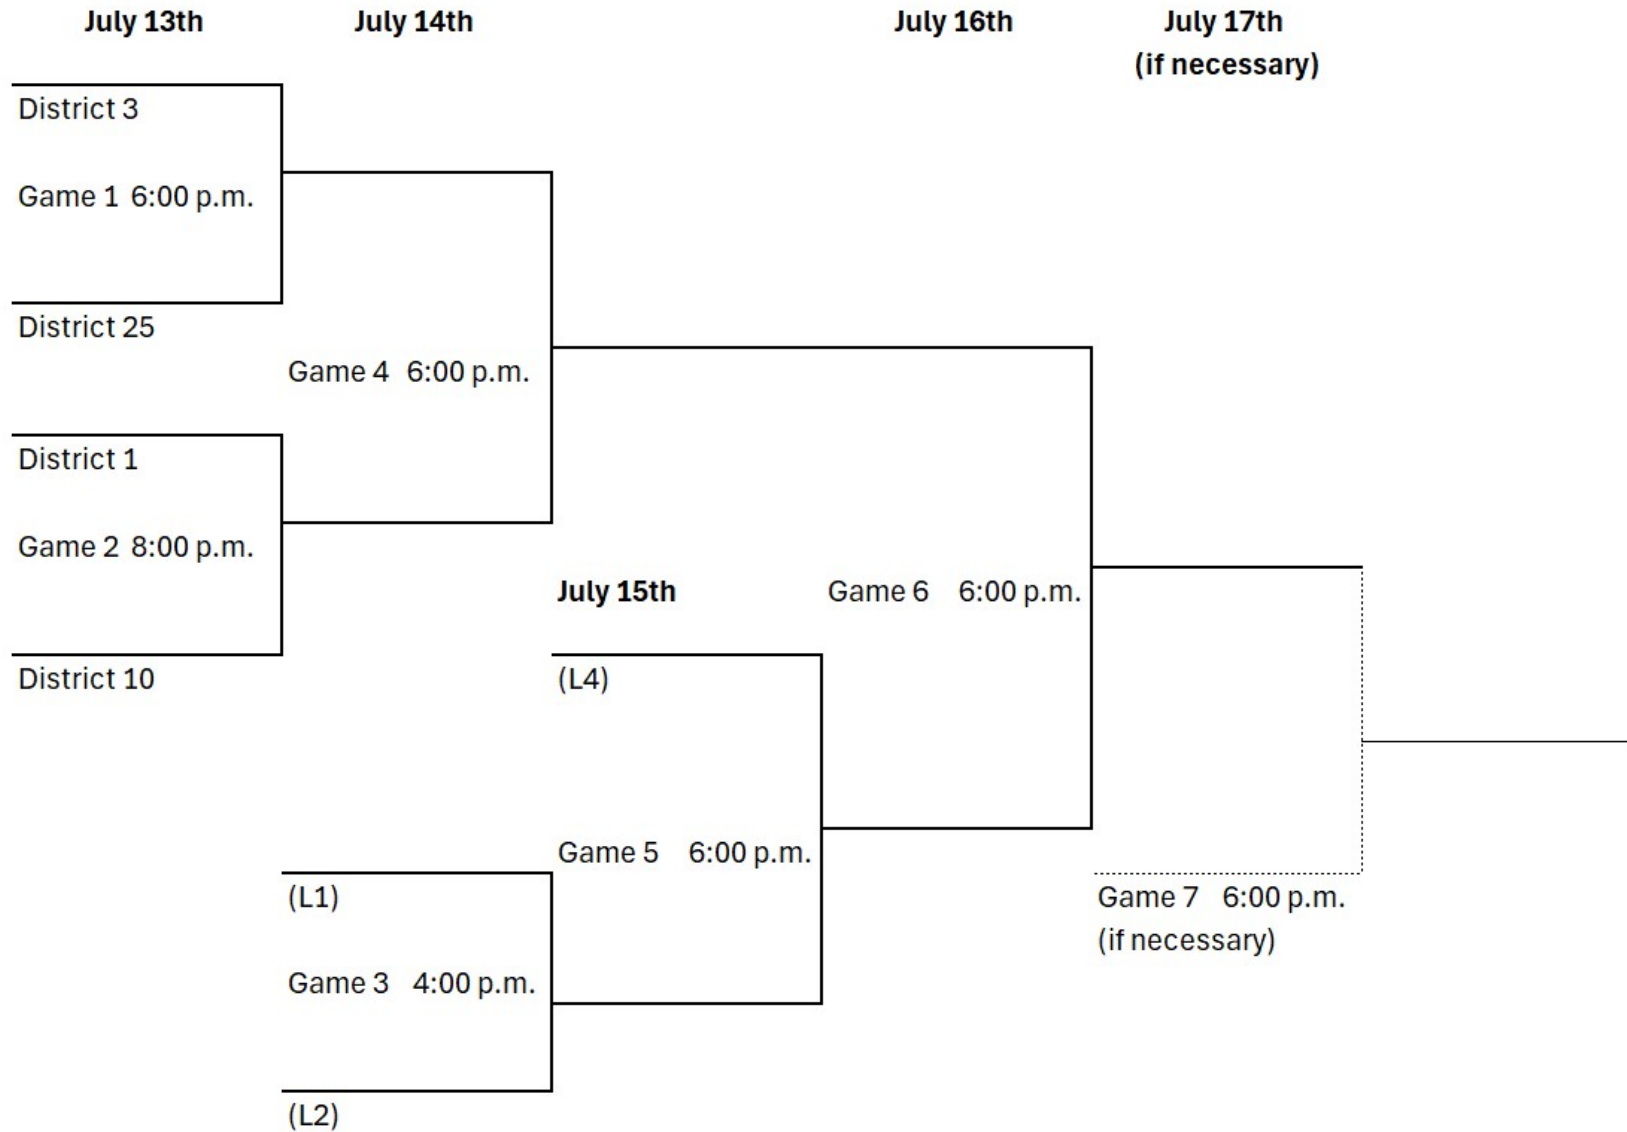 July 13th
July 14th
July 16th
July 17th
(if necessary)
District 3
Game 1 6:00 p.m.
District 25
Game 4 6:00 p.m.
District 1
Game 2 8:00 p.m.
July 15th
Game 6 6:00 p.m.
District 10
(L4)
Game 5 6:00 p.m.
(L1)
Game 7 6:00 p.m.
(if necessary)
Game 3 4:00 p.m.
(L2)